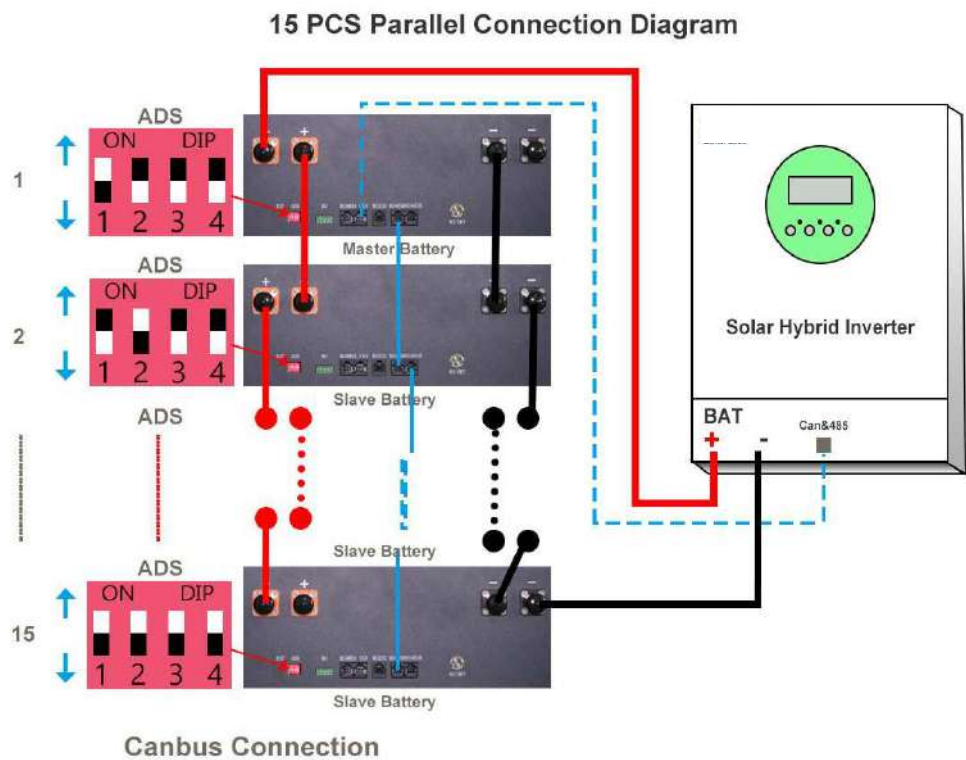 15 PCS Parallel Connection Diagram
ADS
ON DIP
1 2 3 4
1
+ +
- -
Master Battery
ADS
ON DIP
1 2 3 4
2
+
Slave Battery
ADS
Solar Hybrid Inverter
BAT
+ -
Can&485
Slave Battery
ADS
ON DIP
1 2 3 4
15
+
- -
Slave Battery
Canbus Connection